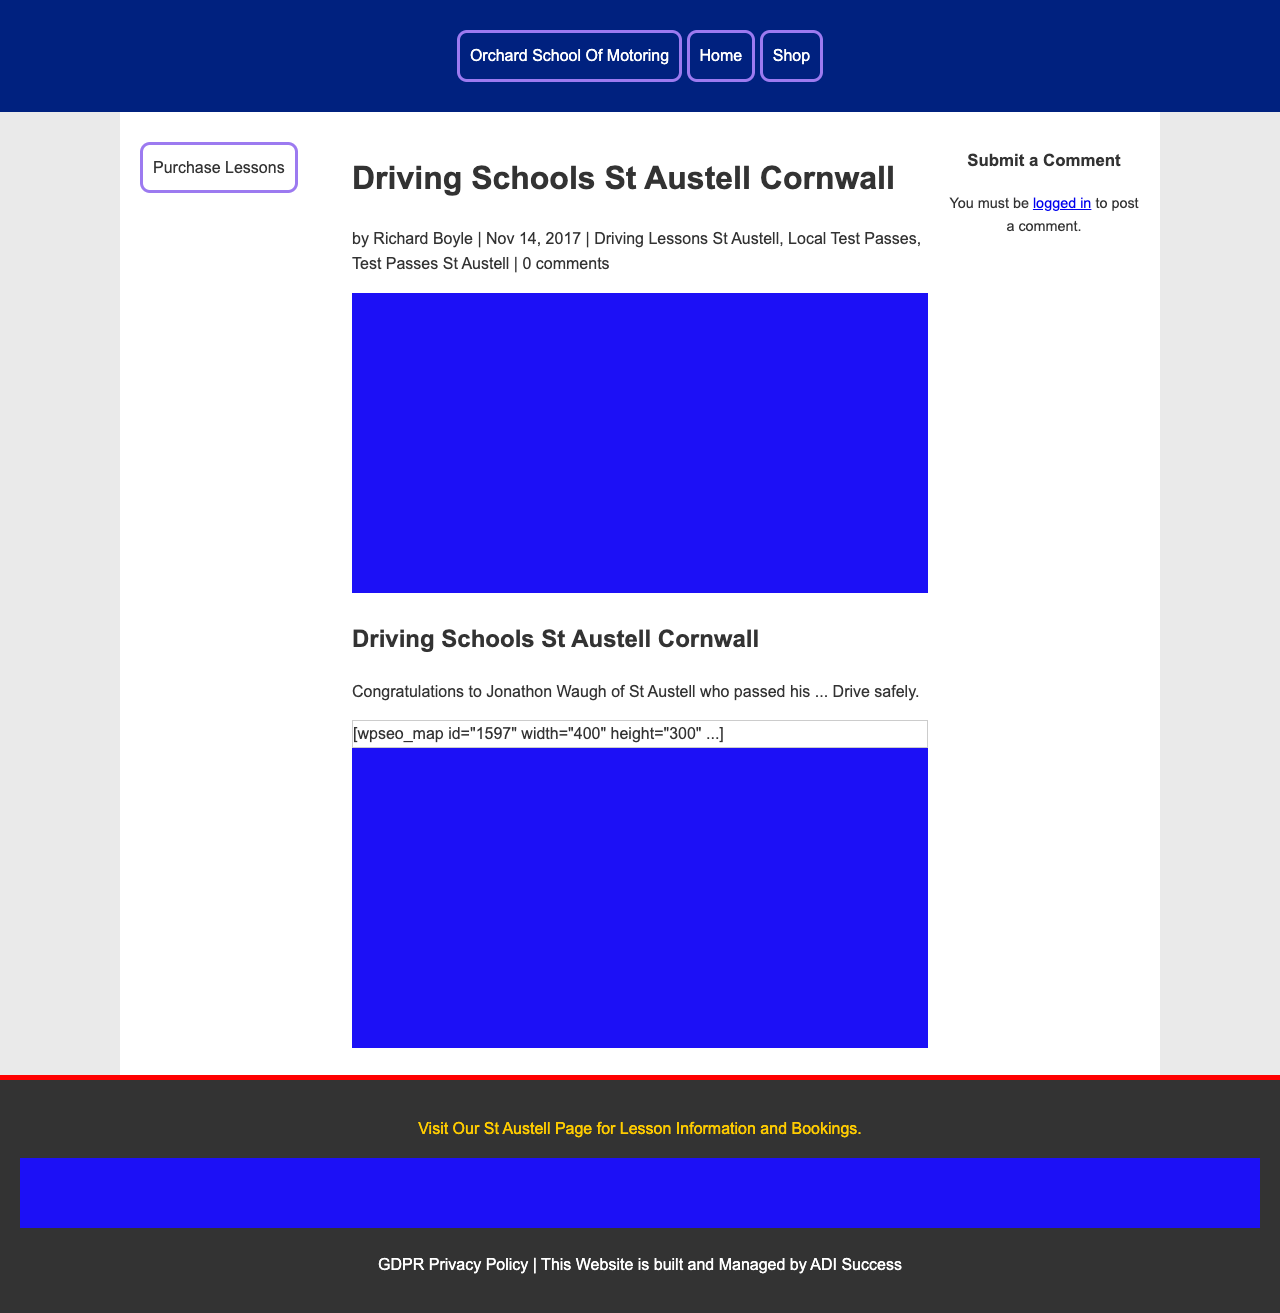 Orchard School Of Motoring Home Shop
Purchase Lessons
Driving Schools St Austell Cornwall
by Richard Boyle | Nov 14, 2017 | Driving Lessons St Austell, Local Test Passes,
Test Passes St Austell | 0 comments
Driving Schools St Austell Cornwall
Congratulations to Jonathon Waugh of St Austell who passed his ... Drive safely.
[wpseo_map id="1597" width="400" height="300" ...]
Submit a Comment
You must be logged in to post
a comment.
Visit Our St Austell Page for Lesson Information and Bookings.
GDPR Privacy Policy | This Website is built and Managed by ADI Success